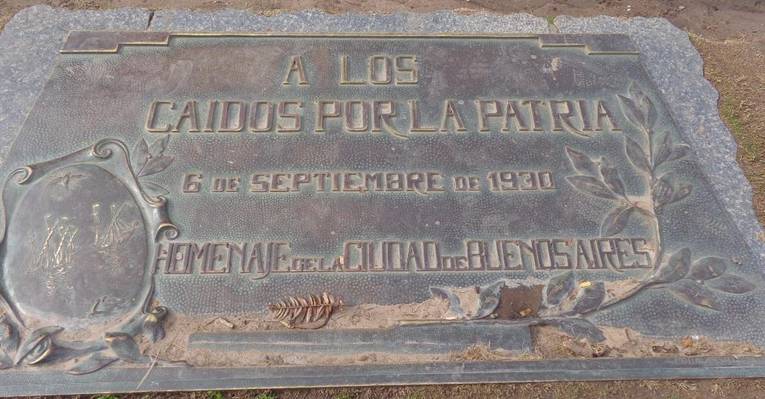 A LOS
CAIDOS POR LA PATRIA
6 DE SEPTIEMBRE DE 1930
HOMENAJE DE LA CIUDAD DE BUENOS AIRES